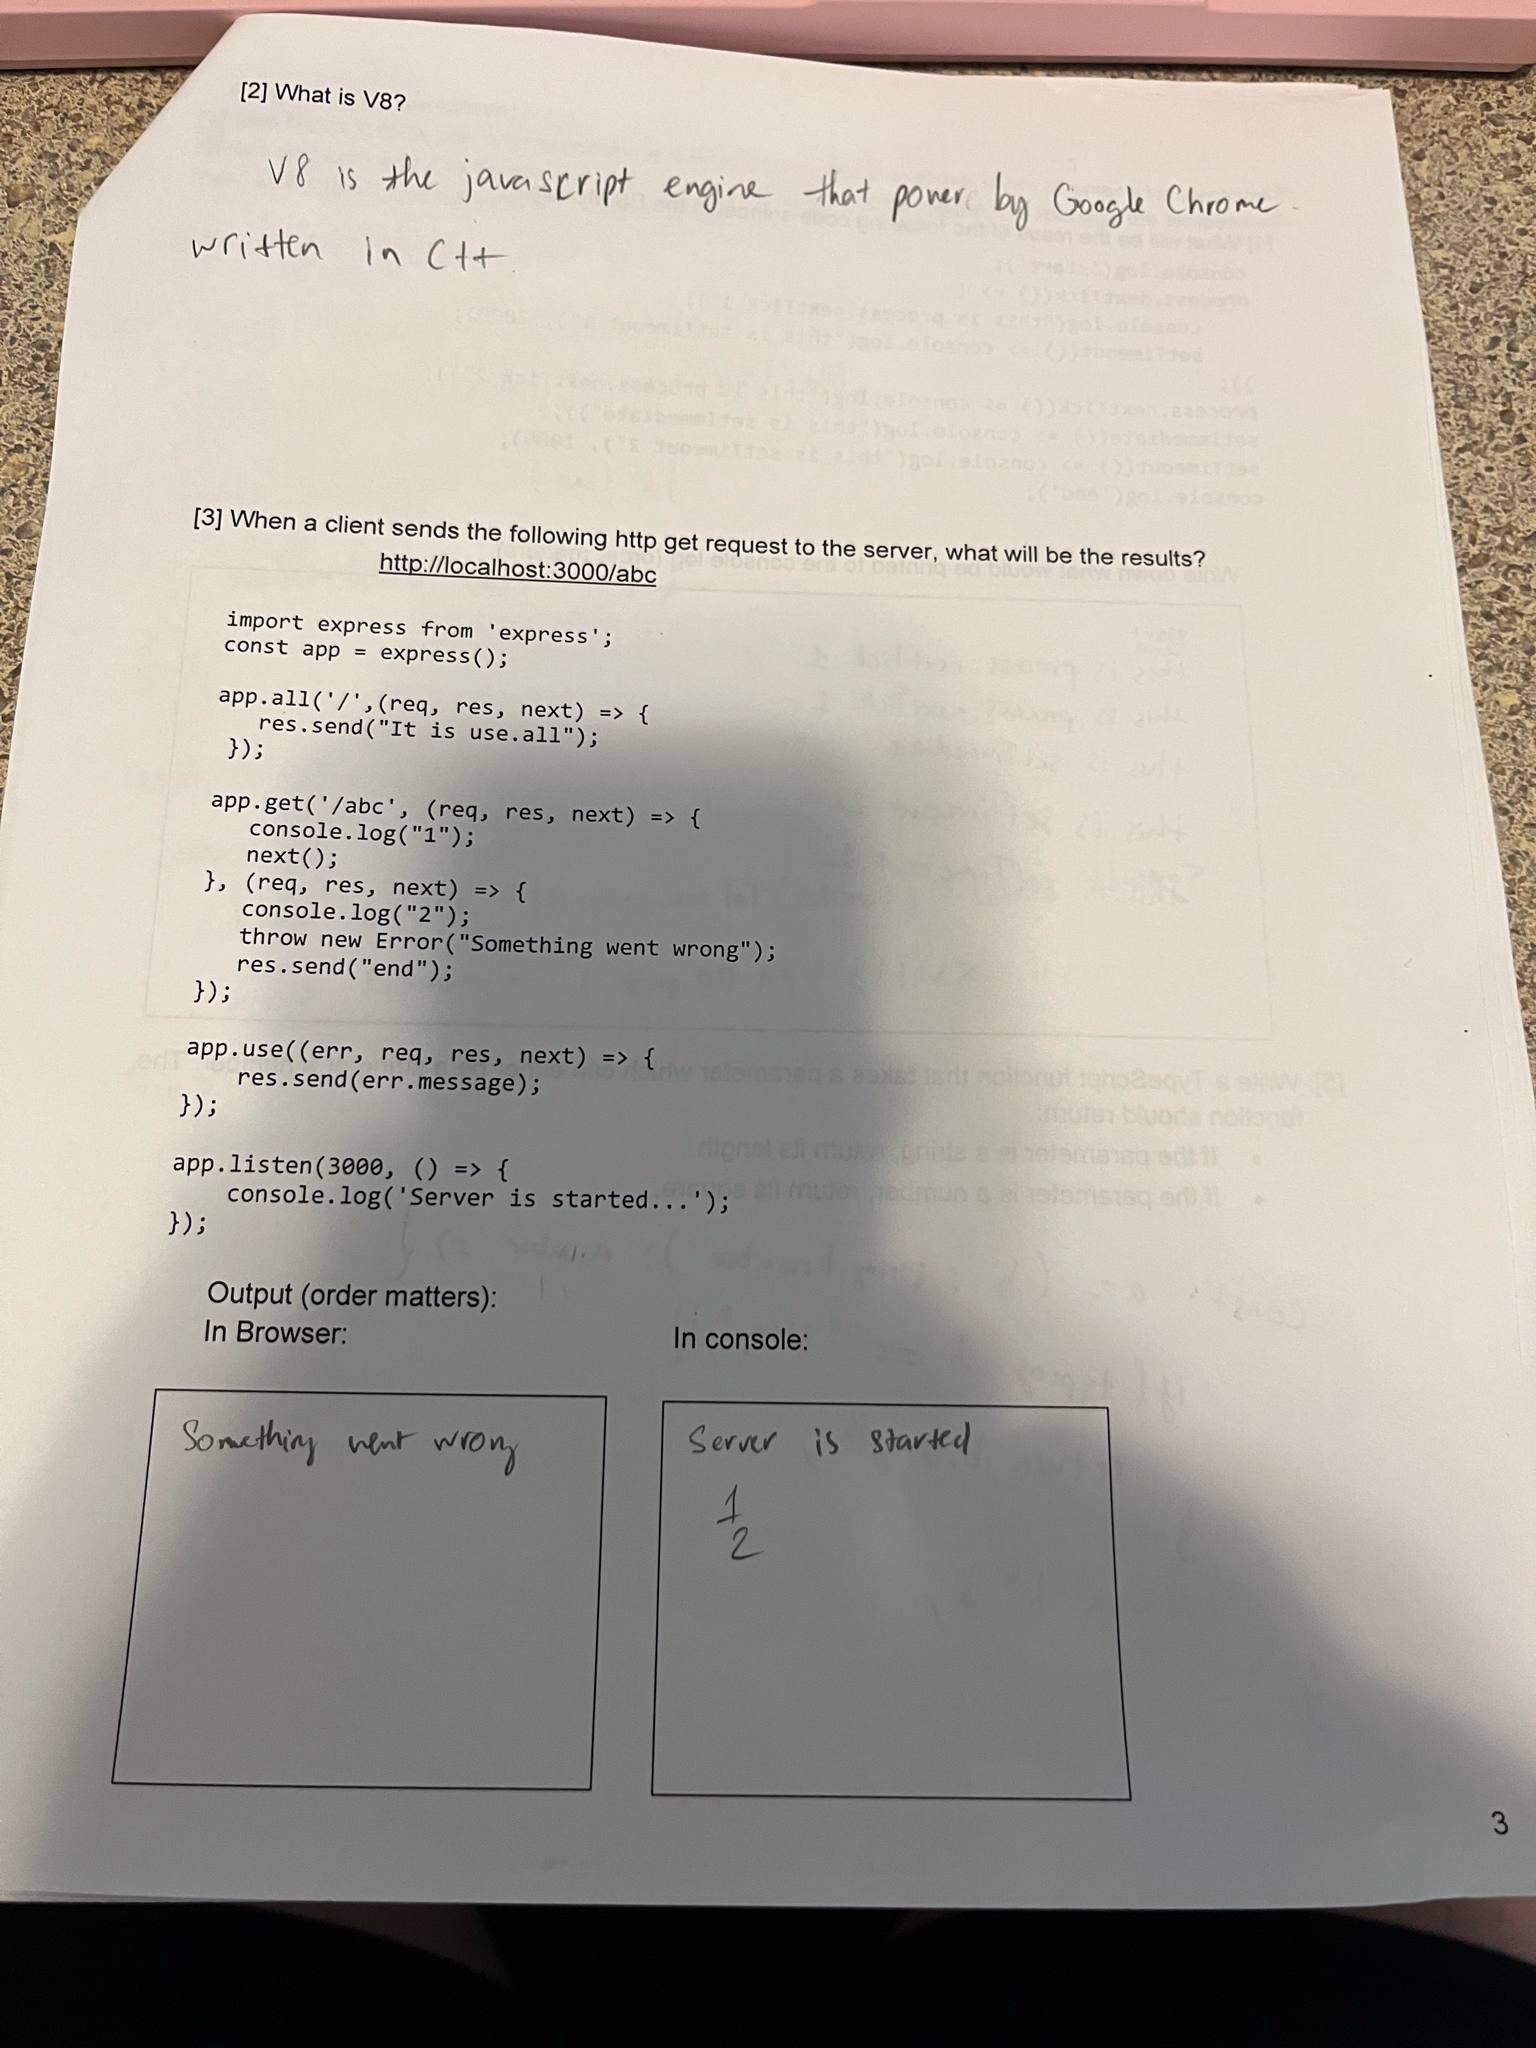 [2] What is V8?
V8 is the javascript engine that power by Google Chrome.
written in C++.
[3] When a client sends the following http get request to the server, what will be the results?
http://localhost:3000/abc
import express from 'express';
const app = express();
app.all('/',(req, res, next) => {
res.send("It is use.all");
});
app.get('/abc', (req, res, next) => {
console.log("1");
next();
}, (req, res, next) => {
console.log("2");
throw new Error("Something went wrong");
res.send("end");
});
app.use((err, req, res, next) => {
res.send(err.message);
});
app.listen(3000, () => {
console.log('Server is started...');
});
Output (order matters):
In Browser:
In console:
Something went wrong
Server is started
1
2
3